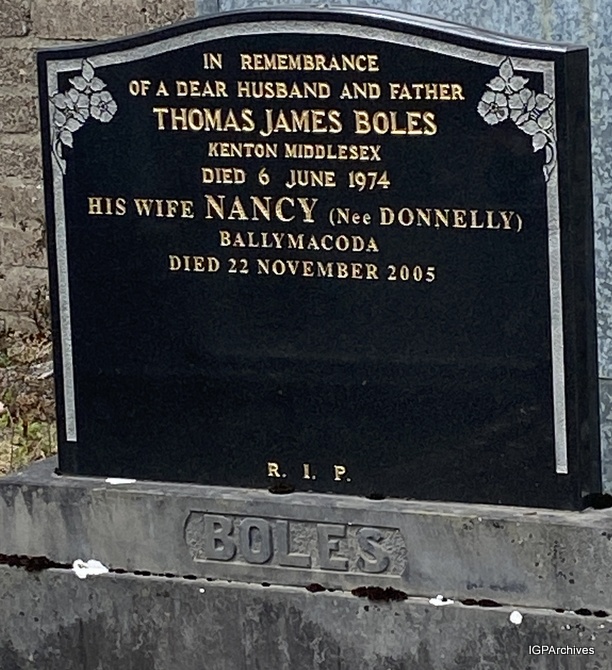 IN REMEMBRANCE
OF A DEAR HUSBAND AND FATHER
THOMAS JAMES BOLES
KENTON MIDDLESEX
DIED 6 JUNE 1974
HIS WIFE NANCY (Nee DONNELLY)
BALLYMACODA
DIED 22 NOVEMBER 2005
R. I. P.
BOLES
IGPArchives